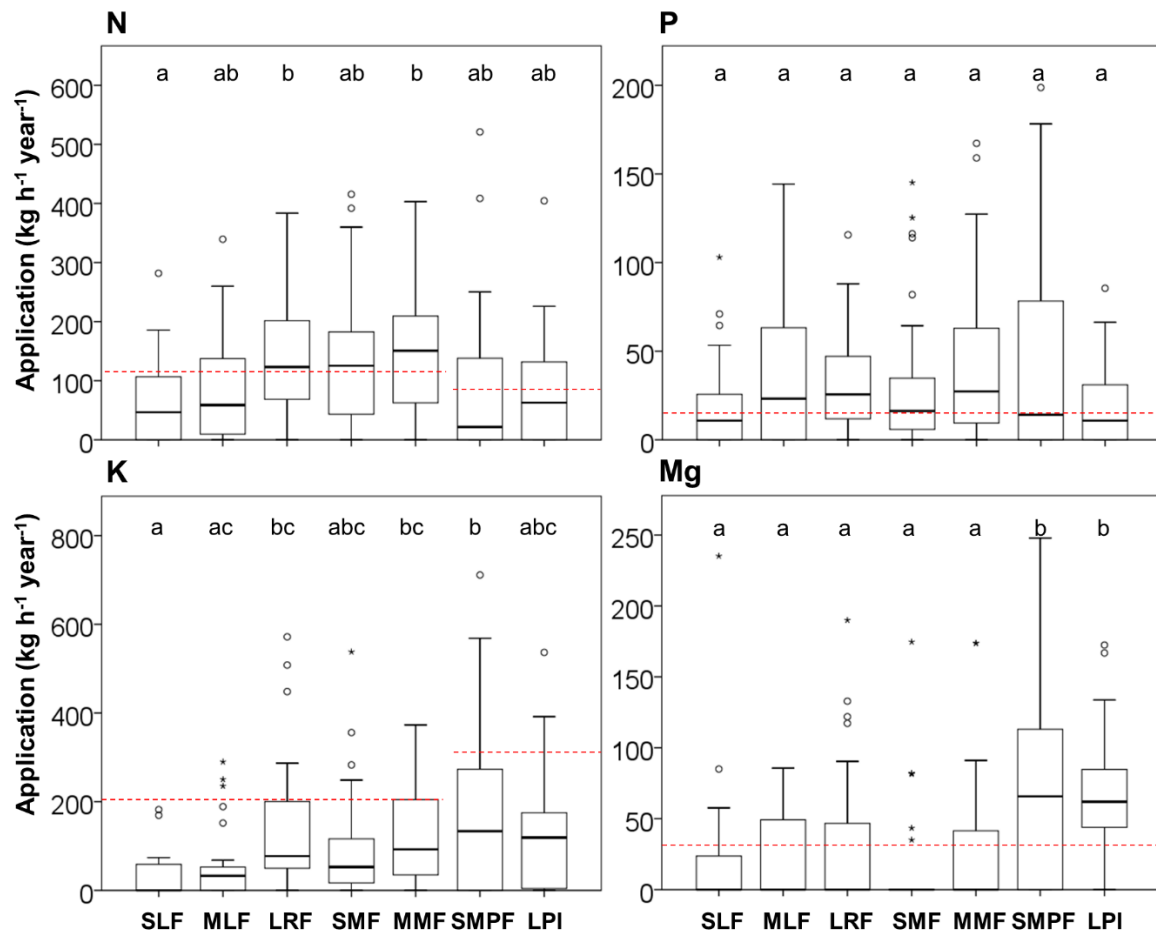 N P
a ab b ab b ab ab a a a a a a a
600 200
500
400 150
300 100
200
100 50
0 0
Application (kg h⁻¹ year⁻¹)
K Mg
a ac bc abc bc b abc a a a a a b b
800 250
600 200
400 150
100
200 50
0 0
Application (kg h⁻¹ year⁻¹)
SLF MLF LRF SMF MMF SMPF LPI SLF MLF LRF SMF MMF SMPF LPI